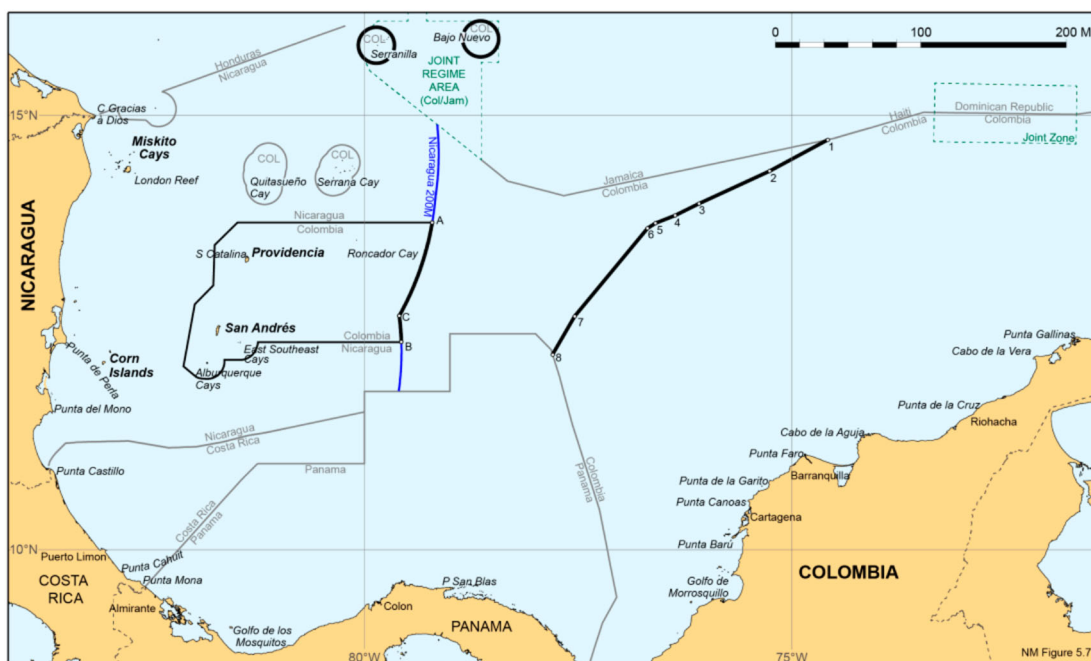 0
100
200 M
COL
Serranilla
Bajo Nuevo
COL
JOINT
REGIME
AREA
(Col/Jam)
Honduras
Nicaragua
15°N
C Gracias
á Dios
Miskito
Cays
London Reef
COL
Quitasueño
Cay
COL
Serrana Cay
Nicaragua 200M
Haiti
Colombia
Dominican Republic
Colombia
Joint Zone
Jamaica
Colombia
1
2
3
4
5
6
7
8
A
C
B
NICARAGUA
Nicaragua
Colombia
S Catalina
Providencia
Roncador Cay
San Andrés
Colombia
Nicaragua
East Southeast
Cays
Alburquerque
Cays
Corn
Islands
Punta de Perla
Punta del Mono
Nicaragua
Costa Rica
Punta Castillo
Panama
Costa Rica
Panama
Colombia
Panama
Punta Gallinas
Cabo de la Vera
Punta de la Cruz
Riohacha
Cabo de la Aguja
Punta Faro
Barranquilla
Punta de la Garito
Punta Canoas
Cartagena
Punta Barú
10°N
Puerto Limon
Punta Cahuit
Punta Mona
COSTA
RICA
Almirante
"Golfo de los
Mosquitos
Colon
P San Blas
PANAMA
Golfo de
Morrosquillo
COLOMBIA
80°W
75°W
NM Figure 5.7